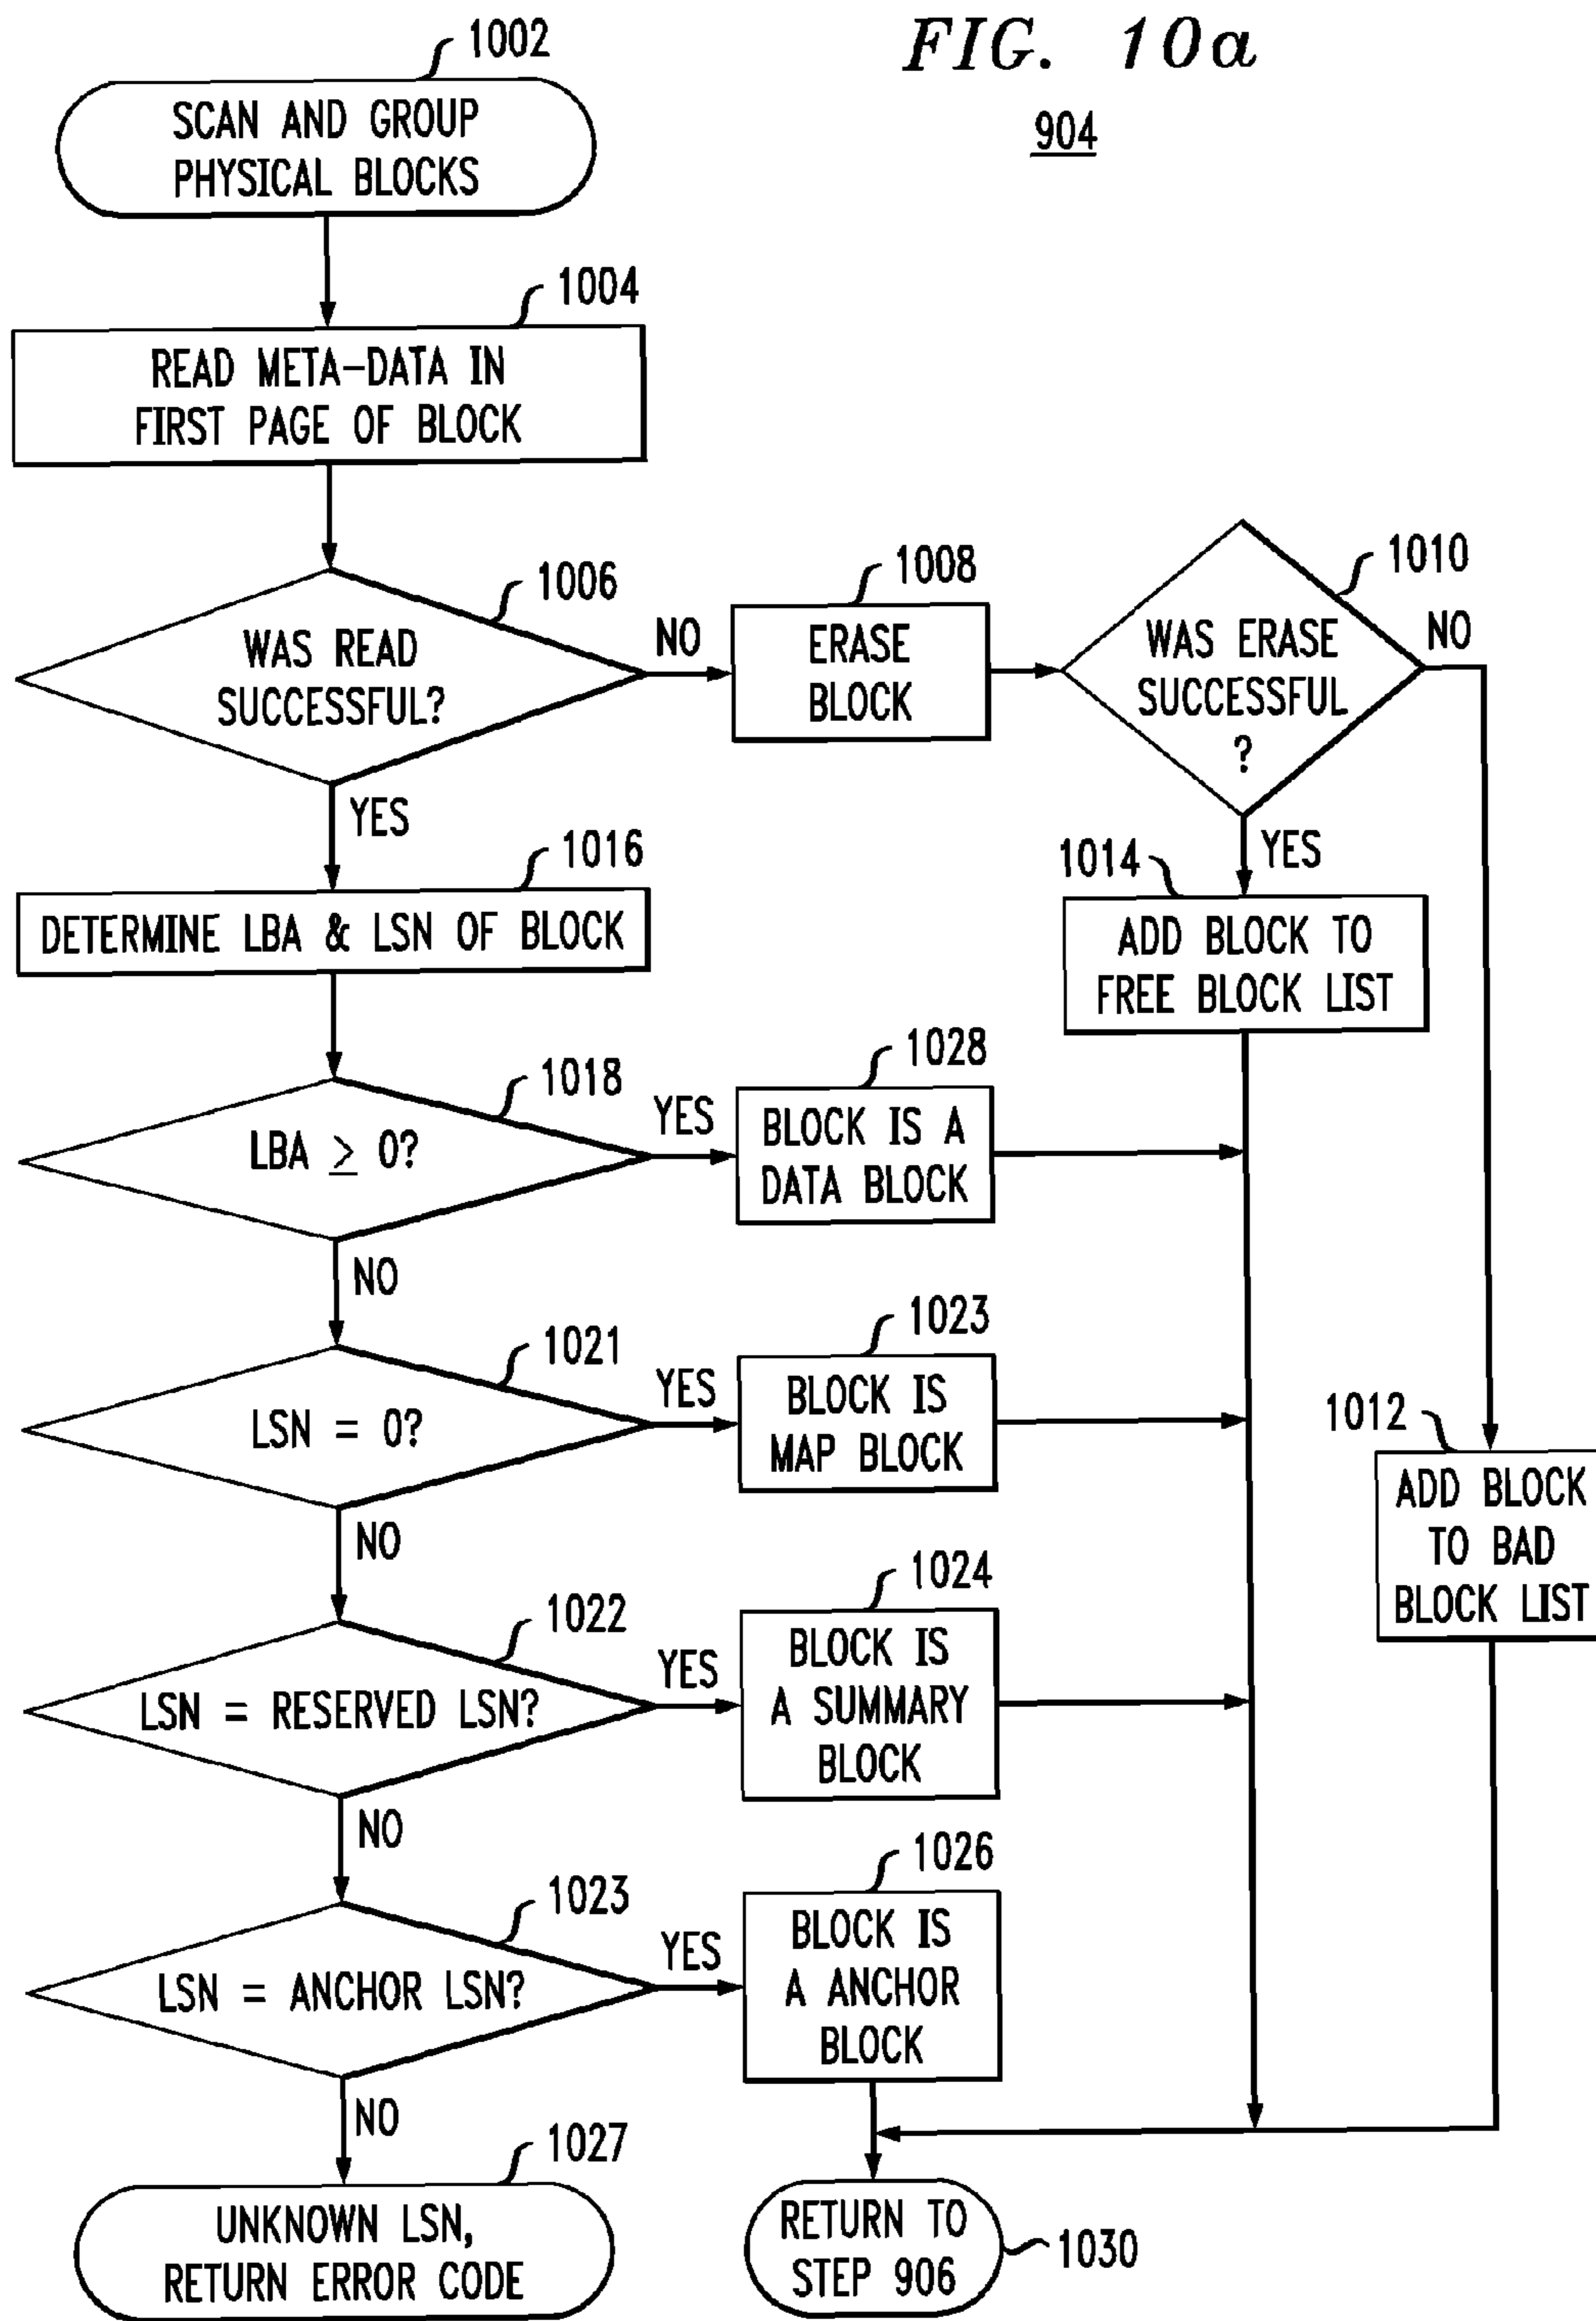 FIG. 10a
904
1002
SCAN AND GROUP
PHYSICAL BLOCKS
1004
READ META-DATA IN
FIRST PAGE OF BLOCK
1006
WAS READ
SUCCESSFUL?
NO
1008
ERASE
BLOCK
1010
WAS ERASE
SUCCESSFUL
?
NO
YES
YES
1016
DETERMINE LBA & LSN OF BLOCK
1014
ADD BLOCK TO
FREE BLOCK LIST
1018
LBA ≥ 0?
YES
1028
BLOCK IS A
DATA BLOCK
NO
1021
LSN = 0?
YES
1023
BLOCK IS
MAP BLOCK
1012
ADD BLOCK
TO BAD
BLOCK LIST
NO
1022
LSN = RESERVED LSN?
YES
1024
BLOCK IS
A SUMMARY
BLOCK
NO
1023
LSN = ANCHOR LSN?
YES
1026
BLOCK IS
A ANCHOR
BLOCK
NO
1027
UNKNOWN LSN,
RETURN ERROR CODE
RETURN TO
STEP 906
1030